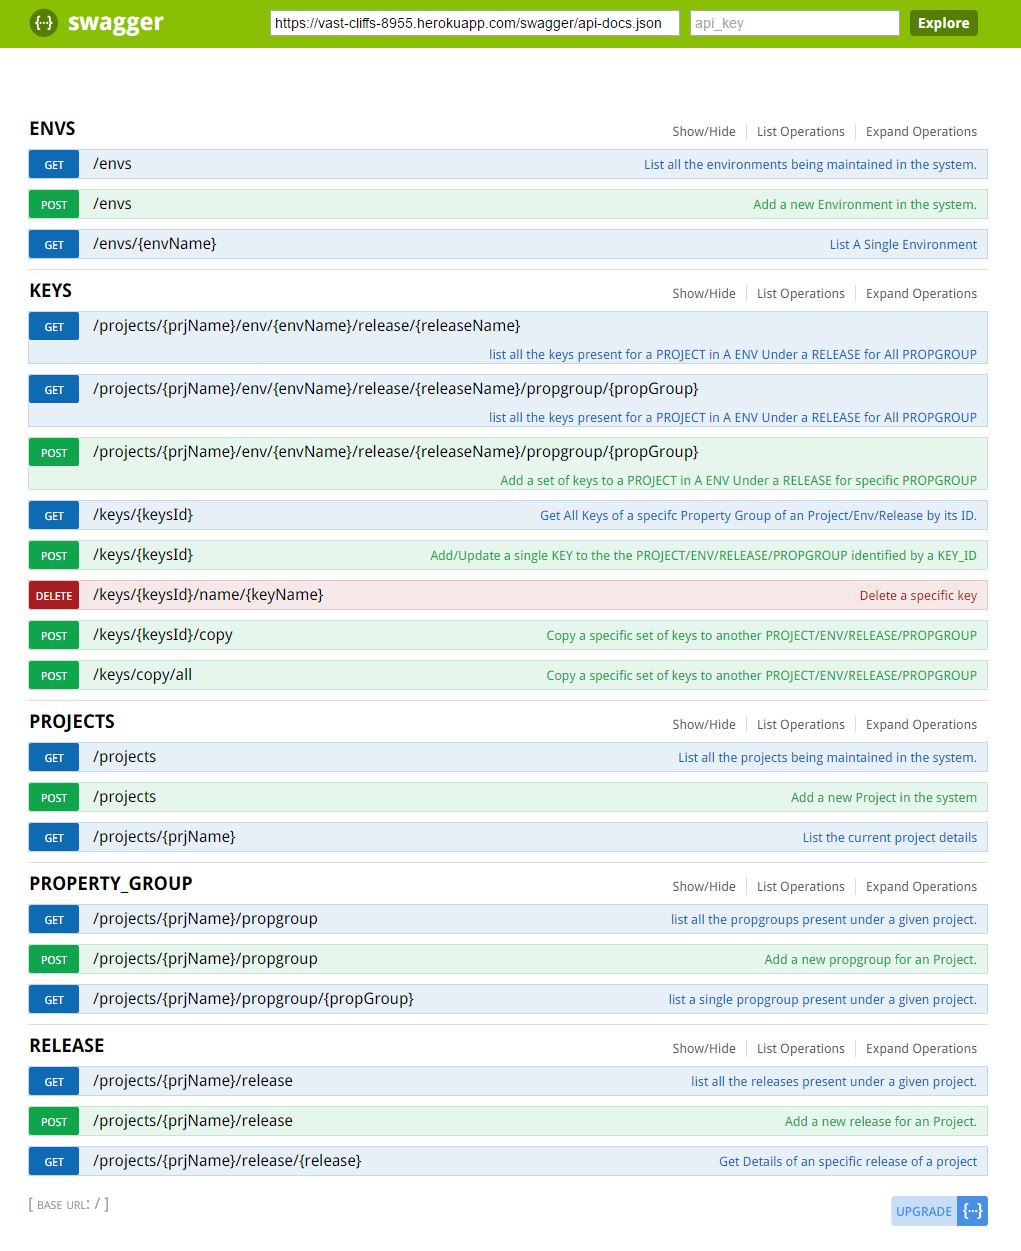 {···} swagger https://vast-cliffs-8955.herokuapp.com/swagger/api-docs.json api_key Explore
ENVS Show/Hide List Operations Expand Operations
GET /envs List all the environments being maintained in the system.
POST /envs Add a new Environment in the system.
GET /envs/{envName} List A Single Environment
KEYS Show/Hide List Operations Expand Operations
GET /projects/{prjName}/env/{envName}/release/{releaseName}
list all the keys present for a PROJECT in A ENV Under a RELEASE for All PROPGROUP
GET /projects/{prjName}/env/{envName}/release/{releaseName}/propgroup/{propGroup}
list all the keys present for a PROJECT in A ENV Under a RELEASE for All PROPGROUP
POST /projects/{prjName}/env/{envName}/release/{releaseName}/propgroup/{propGroup}
Add a set of keys to a PROJECT in A ENV Under a RELEASE for specific PROPGROUP
GET /keys/{keysId} Get All Keys of a specifc Property Group of an Project/Env/Release by its ID.
POST /keys/{keysId} Add/Update a single KEY to the the PROJECT/ENV/RELEASE/PROPGROUP identified by a KEY_ID
DELETE /keys/{keysId}/name/{keyName} Delete a specific key
POST /keys/{keysId}/copy Copy a specific set of keys to another PROJECT/ENV/RELEASE/PROPGROUP
POST /keys/copy/all Copy a specific set of keys to another PROJECT/ENV/RELEASE/PROPGROUP
PROJECTS Show/Hide List Operations Expand Operations
GET /projects List all the projects being maintained in the system.
POST /projects Add a new Project in the system
GET /projects/{prjName} List the current project details
PROPERTY_GROUP Show/Hide List Operations Expand Operations
GET /projects/{prjName}/propgroup list all the propgroups present under a given project.
POST /projects/{prjName}/propgroup Add a new propgroup for an Project.
GET /projects/{prjName}/propgroup/{propGroup} list a single propgroup present under a given project.
RELEASE Show/Hide List Operations Expand Operations
GET /projects/{prjName}/release list all the releases present under a given project.
POST /projects/{prjName}/release Add a new release for an Project.
GET /projects/{prjName}/release/{release} Get Details of an specific release of a project
[ BASE URL: / ] UPGRADE {···}